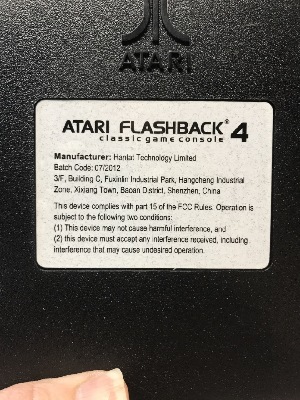 ATARI
ATARI FLASHBACK® 4
classic game console
Manufacturer: Hantat Technology Limited
Batch Code: 07/2012
3/F, Building C, Fuxinlin Industrial Park, Hangcheng Industrial
Zone, Xixiang Town, Baoan District, Shenzhen, China
This device complies with part 15 of the FCC Rules. Operation is
subject to the following two conditions:
(1) This device may not cause harmful interference, and
(2) this device must accept any interference received, including
interference that may cause undesired operation.